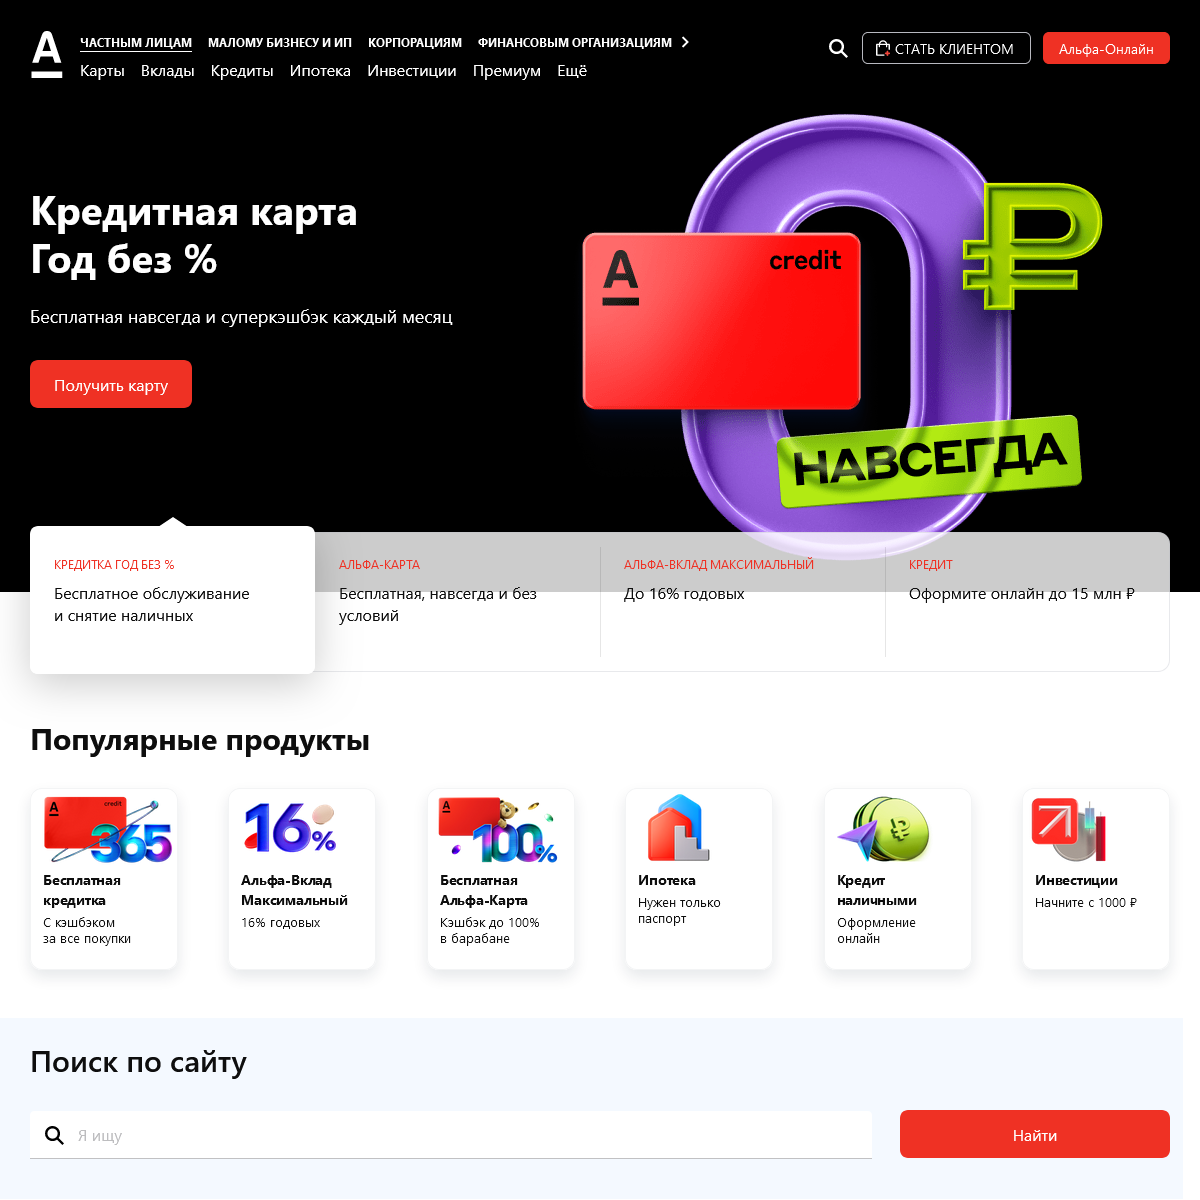 ЧАСТНЫМ ЛИЦАМ МАЛОМУ БИЗНЕСУ И ИП КОРПОРАЦИЯМ ФИНАНСОВЫМ ОРГАНИЗАЦИЯМ
Карты Вклады Кредиты Ипотека Инвестиции Премиум Ещё
СТАТЬ КЛИЕНТОМ
Альфа-Онлайн
Кредитная карта
Год без %
Бесплатная навсегда и суперкэшбэк каждый месяц
Получить карту
А
credit
0 ₽
НАВСЕГДА
КРЕДИТКА ГОД БЕЗ %
Бесплатное обслуживание
и снятие наличных
АЛЬФА-КАРТА
Бесплатная, навсегда и без
условий
АЛЬФА-ВКЛАД МАКСИМАЛЬНЫЙ
До 16% годовых
КРЕДИТ
Оформите онлайн до 15 млн ₽
Популярные продукты
А credit
365
Бесплатная
кредитка
С кэшбэком
за все покупки
16%
Альфа-Вклад
Максимальный
16% годовых
А
100%
Бесплатная
Альфа-Карта
Кэшбэк до 100%
в барабане
Ипотека
Нужен только
паспорт
₽
Кредит
наличными
Оформление
онлайн
Инвестиции
Начните с 1000 ₽
Поиск по сайту
Я ищу
Найти